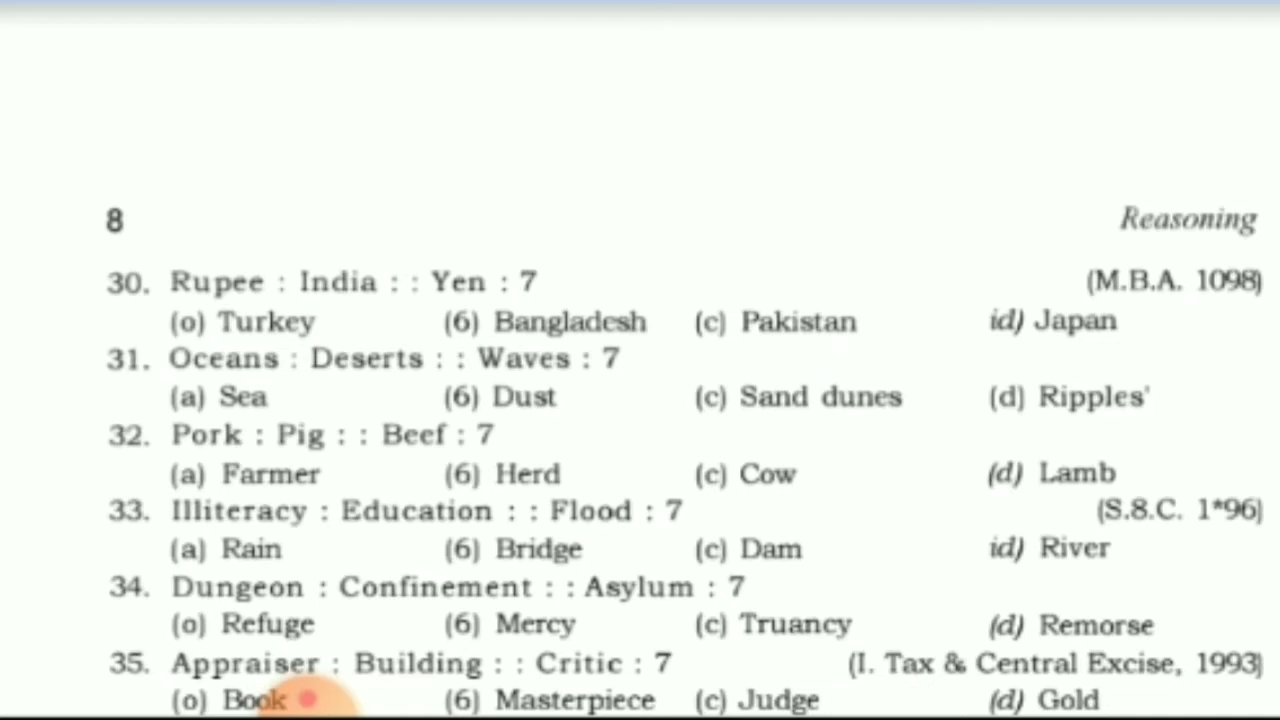 8 Reasoning
30. Rupee : India : : Yen : 7 (M.B.A. 1098)
(o) Turkey (6) Bangladesh (c) Pakistan id) Japan
31. Oceans : Deserts : : Waves : 7
(a) Sea (6) Dust (c) Sand dunes (d) Ripples'
32. Pork : Pig : : Beef : 7
(a) Farmer (6) Herd (c) Cow (d) Lamb
33. Illiteracy : Education : : Flood : 7 (S.8.C. 1*96)
(a) Rain (6) Bridge (c) Dam id) River
34. Dungeon : Confinement : : Asylum : 7
(o) Refuge (6) Mercy (c) Truancy (d) Remorse
35. Appraiser : Building : : Critic : 7 (I. Tax & Central Excise, 1993)
(o) Book (6) Masterpiece (c) Judge (d) Gold